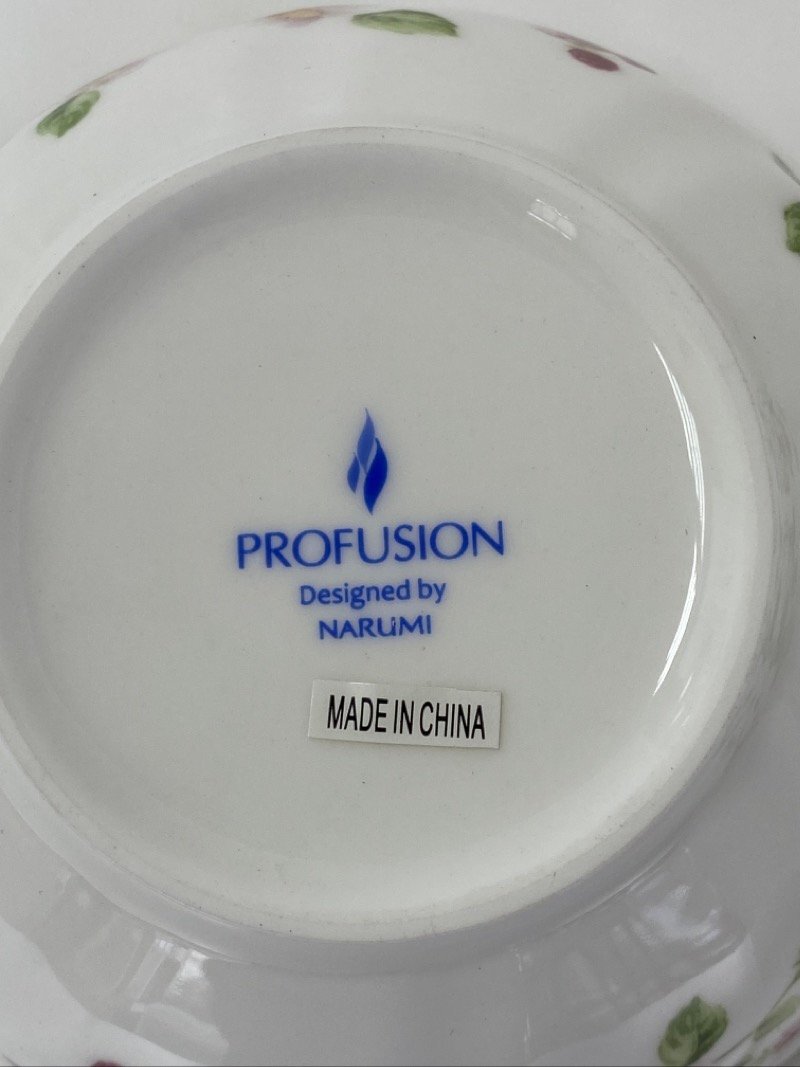 PROFUSION
Designed by
NARUMI
MADE IN CHINA